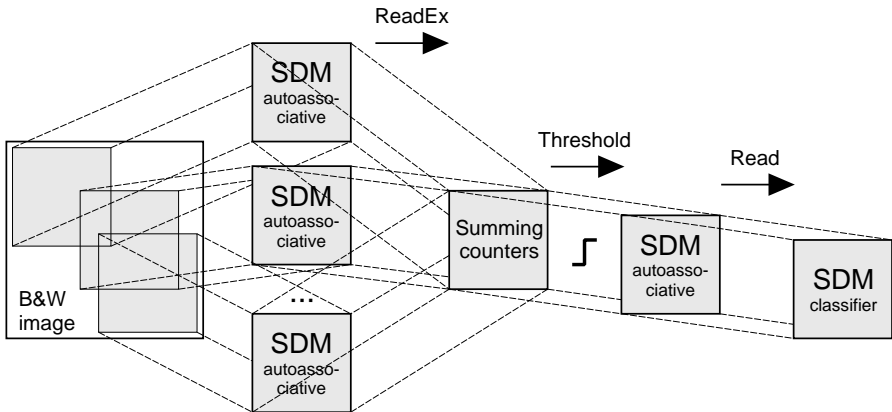 ReadEx
SDM
autoasso-
ciative
SDM
autoasso-
ciative
...
SDM
autoasso-
ciative
B&W
image
Summing
counters
Threshold
SDM
autoasso-
ciative
Read
SDM
classifier